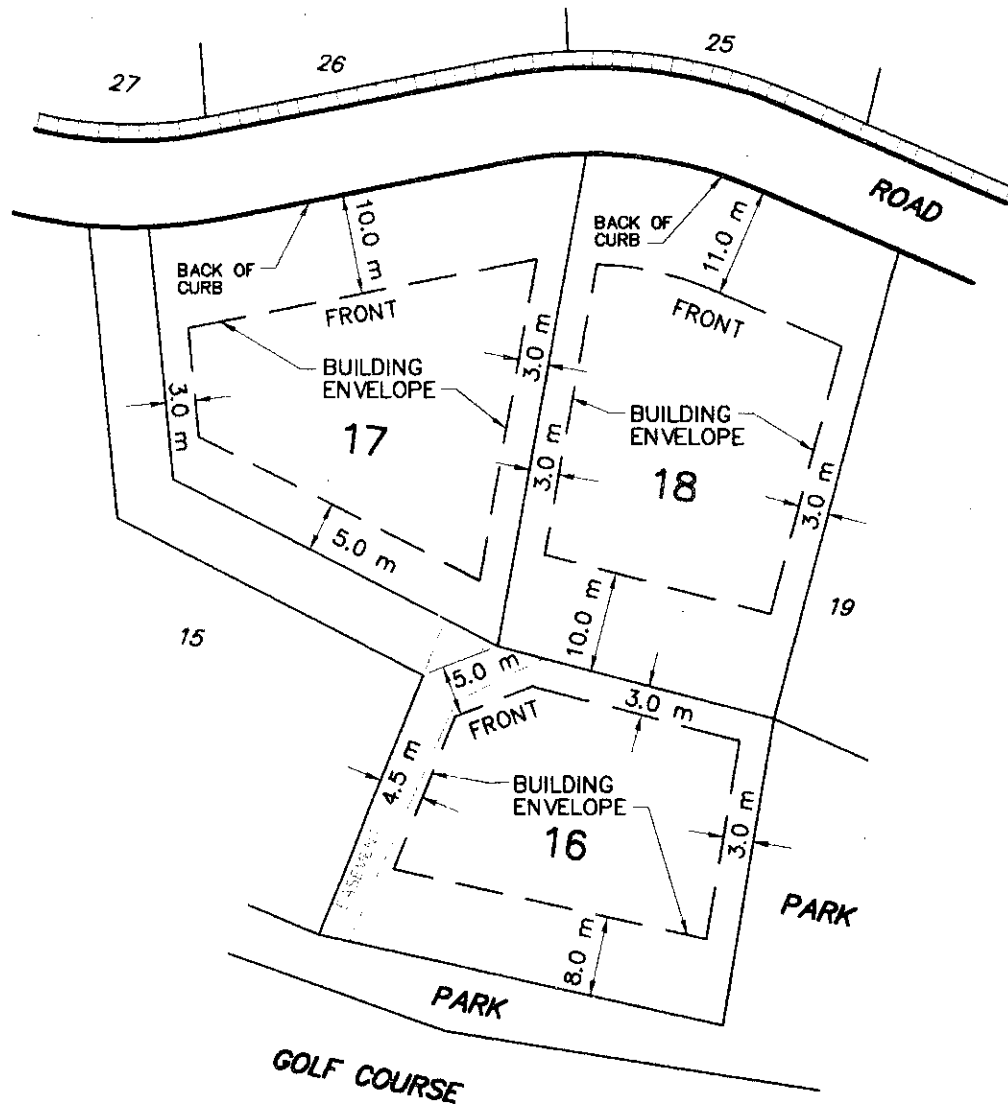 25
26
27
ROAD
BACK OF
CURB
10.0 m
BACK OF
CURB
11.0 m
FRONT
FRONT
BUILDING
ENVELOPE
3.0 m
3.0 m
17
BUILDING
ENVELOPE
18
3.0 m
3.0 m
5.0 m
10.0 m
19
15
5.0 m
FRONT
3.0 m
4.5 m
BUILDING
ENVELOPE
16
3.0 m
EASEMENT
PARK
8.0 m
PARK
GOLF COURSE